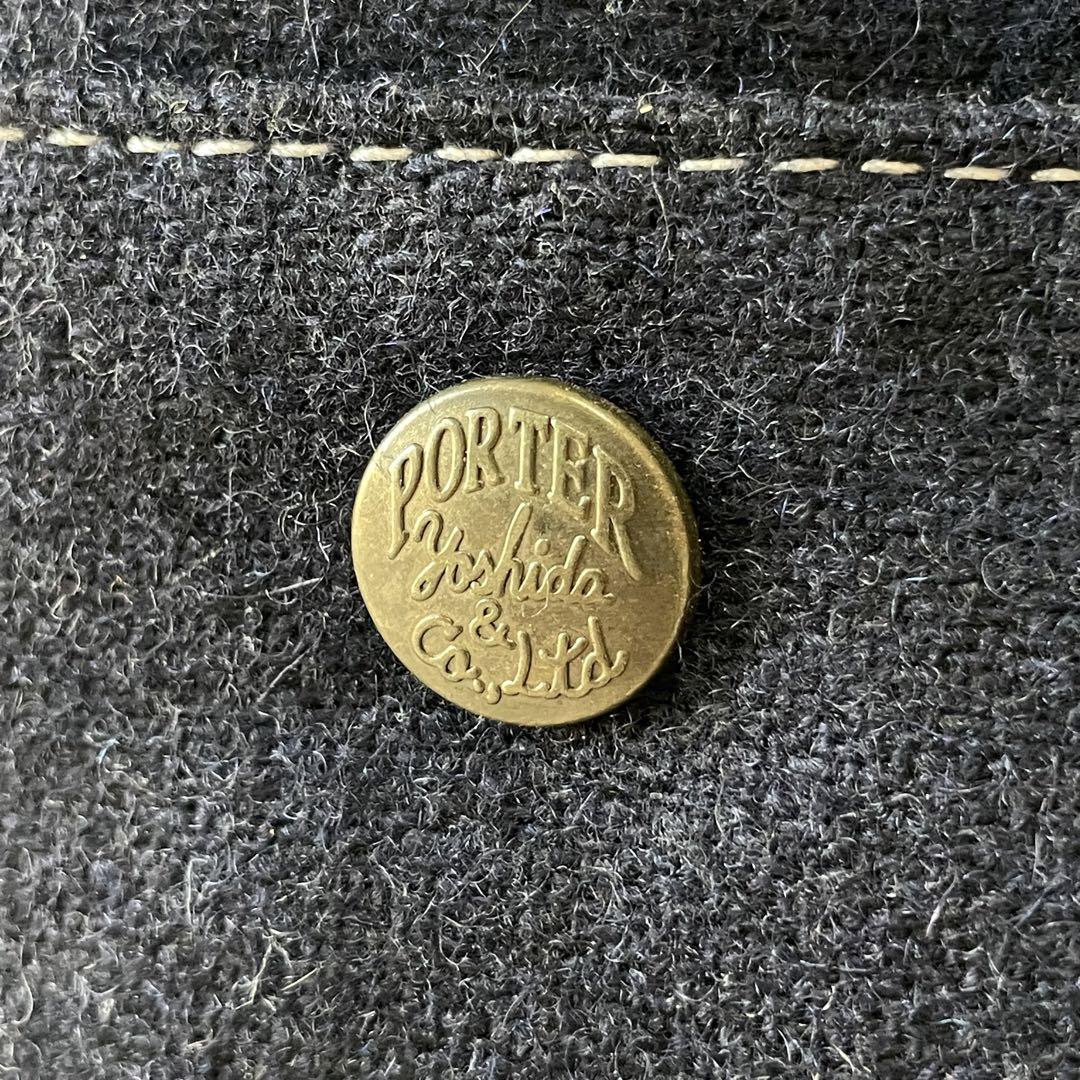 PORTER
Yoshida
&
Co., Ltd